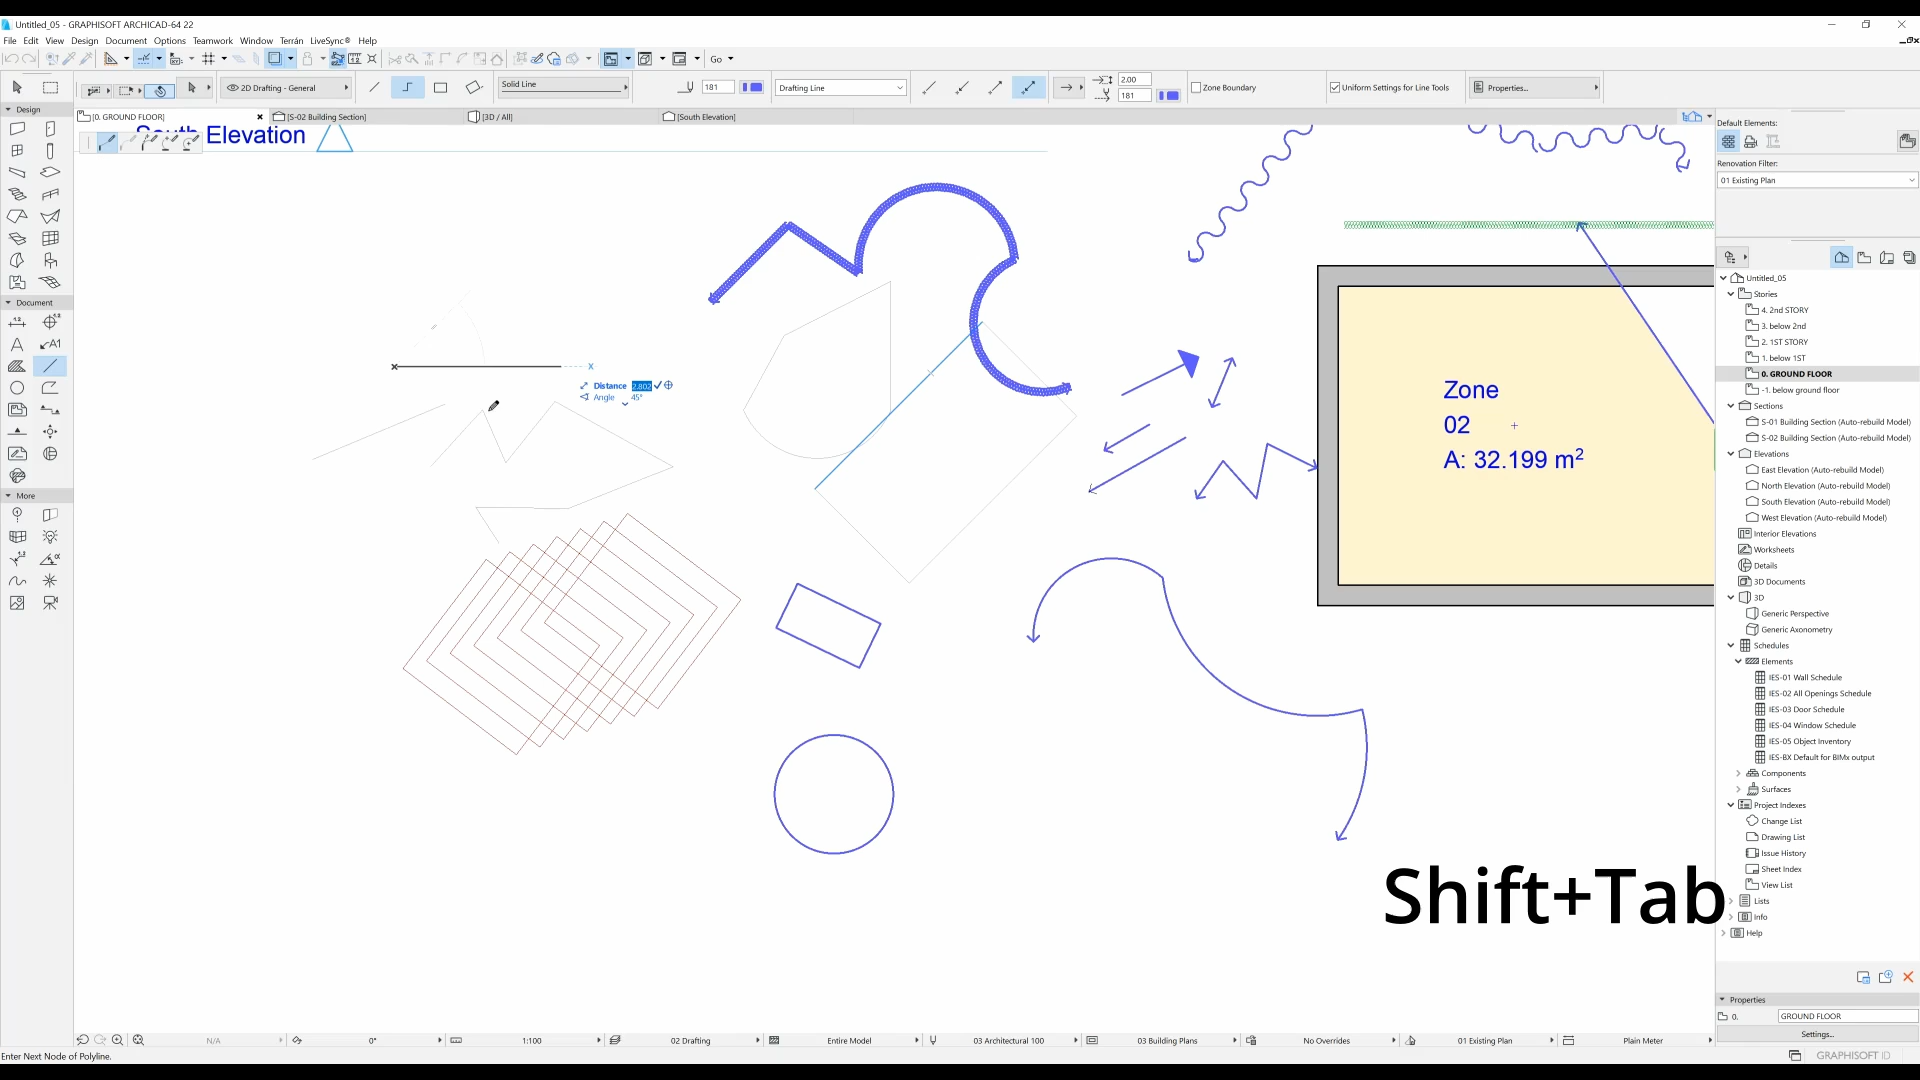 Untitled_05 - GRAPHISOFT ARCHICAD-64 22
File Edit View Design Document Options Teamwork Window Terrán LiveSync® Help
Go
2D Drafting - General
Solid Line
181
Drafting Line
2.00
181
Zone Boundary
Uniform Settings for Line Tools
Properties...
[0. GROUND FLOOR]
[S-02 Building Section]
[3D / All]
[South Elevation]
South Elevation
Design
Document
More
Distance 2.802
Angle 45°
X
Zone
02
A: 32.199 m²
Shift+Tab
Default Elements:
Renovation Filter:
01 Existing Plan
Untitled_05
Stories
4. 2nd STORY
3. below 2nd
2. 1ST STORY
1. below 1ST
0. GROUND FLOOR
-1. below ground floor
Sections
S-01 Building Section (Auto-rebuild Model)
S-02 Building Section (Auto-rebuild Model)
Elevations
East Elevation (Auto-rebuild Model)
North Elevation (Auto-rebuild Model)
South Elevation (Auto-rebuild Model)
West Elevation (Auto-rebuild Model)
Interior Elevations
Worksheets
Details
3D Documents
3D
Generic Perspective
Generic Axonometry
Schedules
Elements
IES-01 Wall Schedule
IES-02 All Openings Schedule
IES-03 Door Schedule
IES-04 Window Schedule
IES-05 Object Inventory
IES-BX Default for BIMx output
Components
Surfaces
Project Indexes
Change List
Drawing List
Issue History
Sheet Index
View List
Lists
Info
Help
Properties
0. GROUND FLOOR
Settings...
N/A
0°
1:100
02 Drafting
Entire Model
03 Architectural 100
03 Building Plans
No Overrides
01 Existing Plan
Plain Meter
Enter Next Node of Polyline.
GRAPHISOFT ID